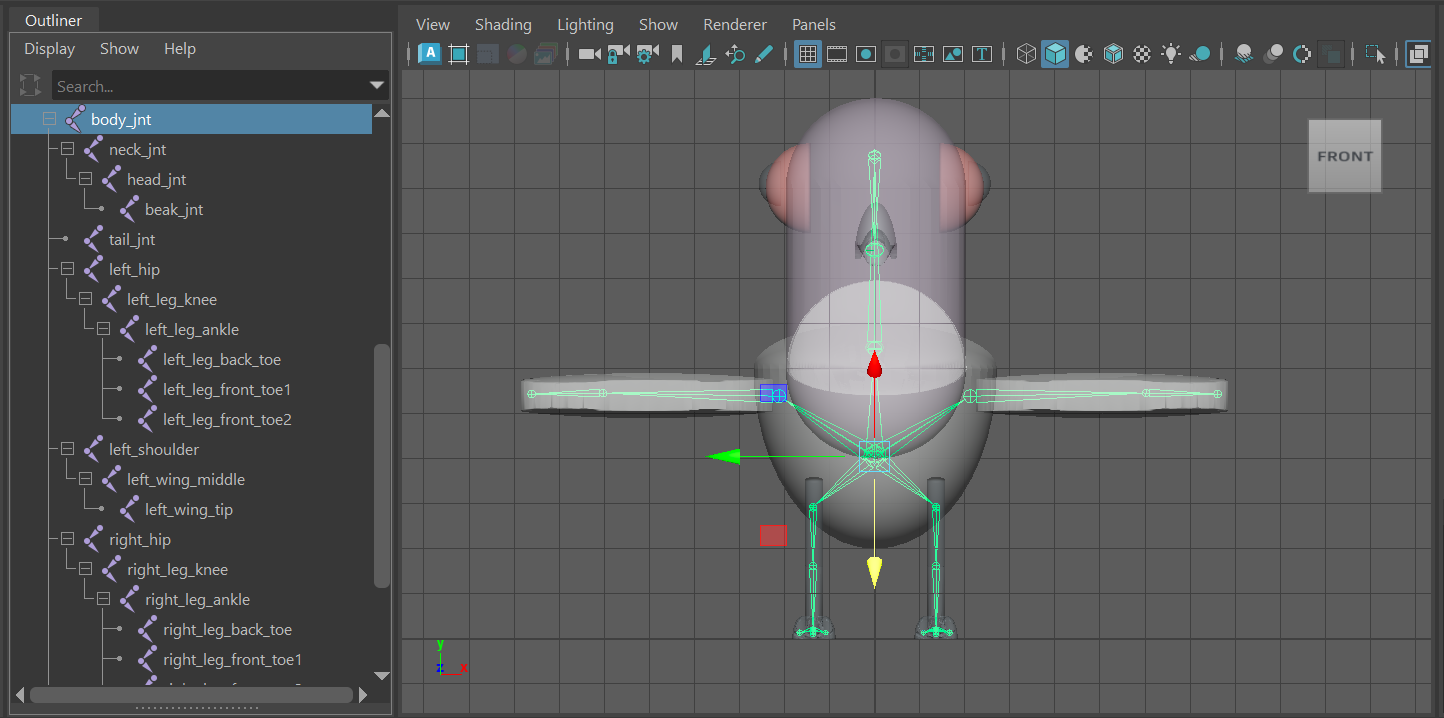 Outliner
Display Show Help
Search...
body_jnt
neck_jnt
head_jnt
beak_jnt
tail_jnt
left_hip
left_leg_knee
left_leg_ankle
left_leg_back_toe
left_leg_front_toe1
left_leg_front_toe2
left_shoulder
left_wing_middle
left_wing_tip
right_hip
right_leg_knee
right_leg_ankle
right_leg_back_toe
right_leg_front_toe1
View Shading Lighting Show Renderer Panels
A
T
FRONT
y
z x